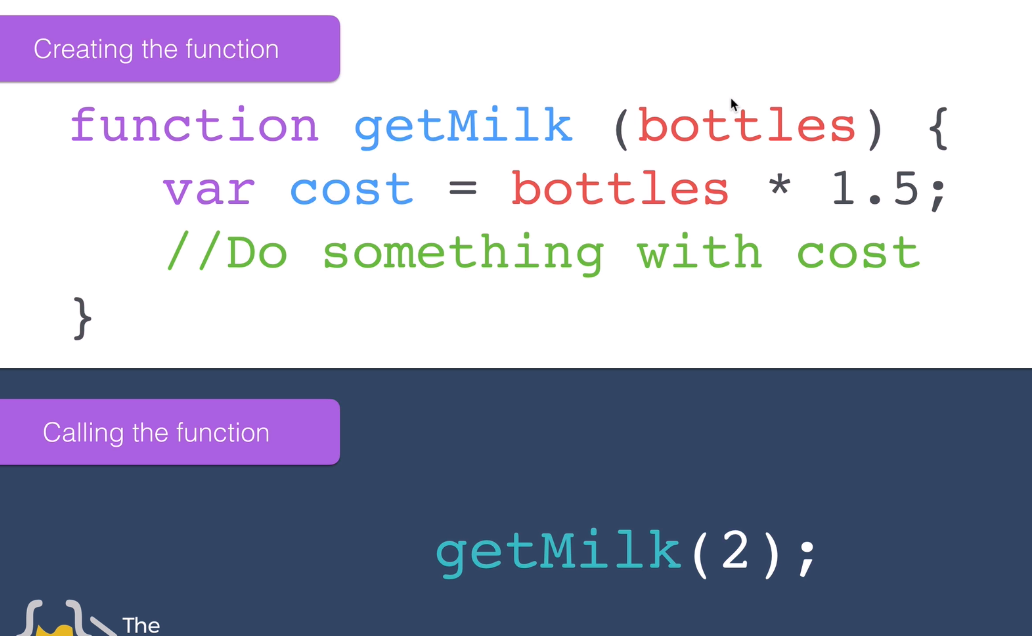 Creating the function
function getMilk (bottles) {
var cost = bottles * 1.5;
//Do something with cost
}
Calling the function
getMilk(2);
The